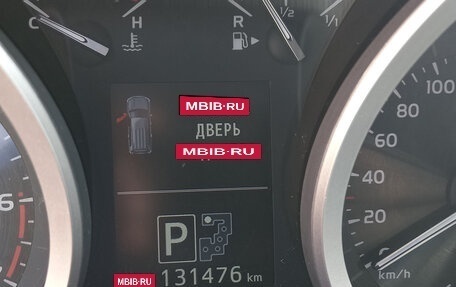 C H R 1/2 1/1
MBIB·RU
ДВЕРЬ
MBIB·RU
100
80
60
40
20
6
P
MBIB.RU 131476 km
km/h